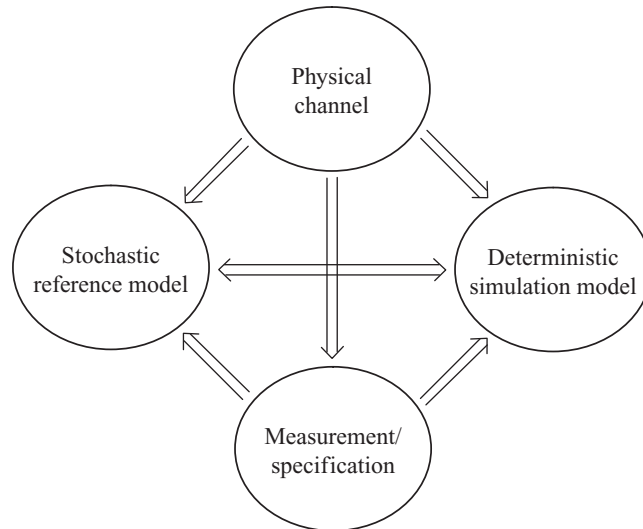 Physical
channel
Stochastic
reference model
Deterministic
simulation model
Measurement/
specification